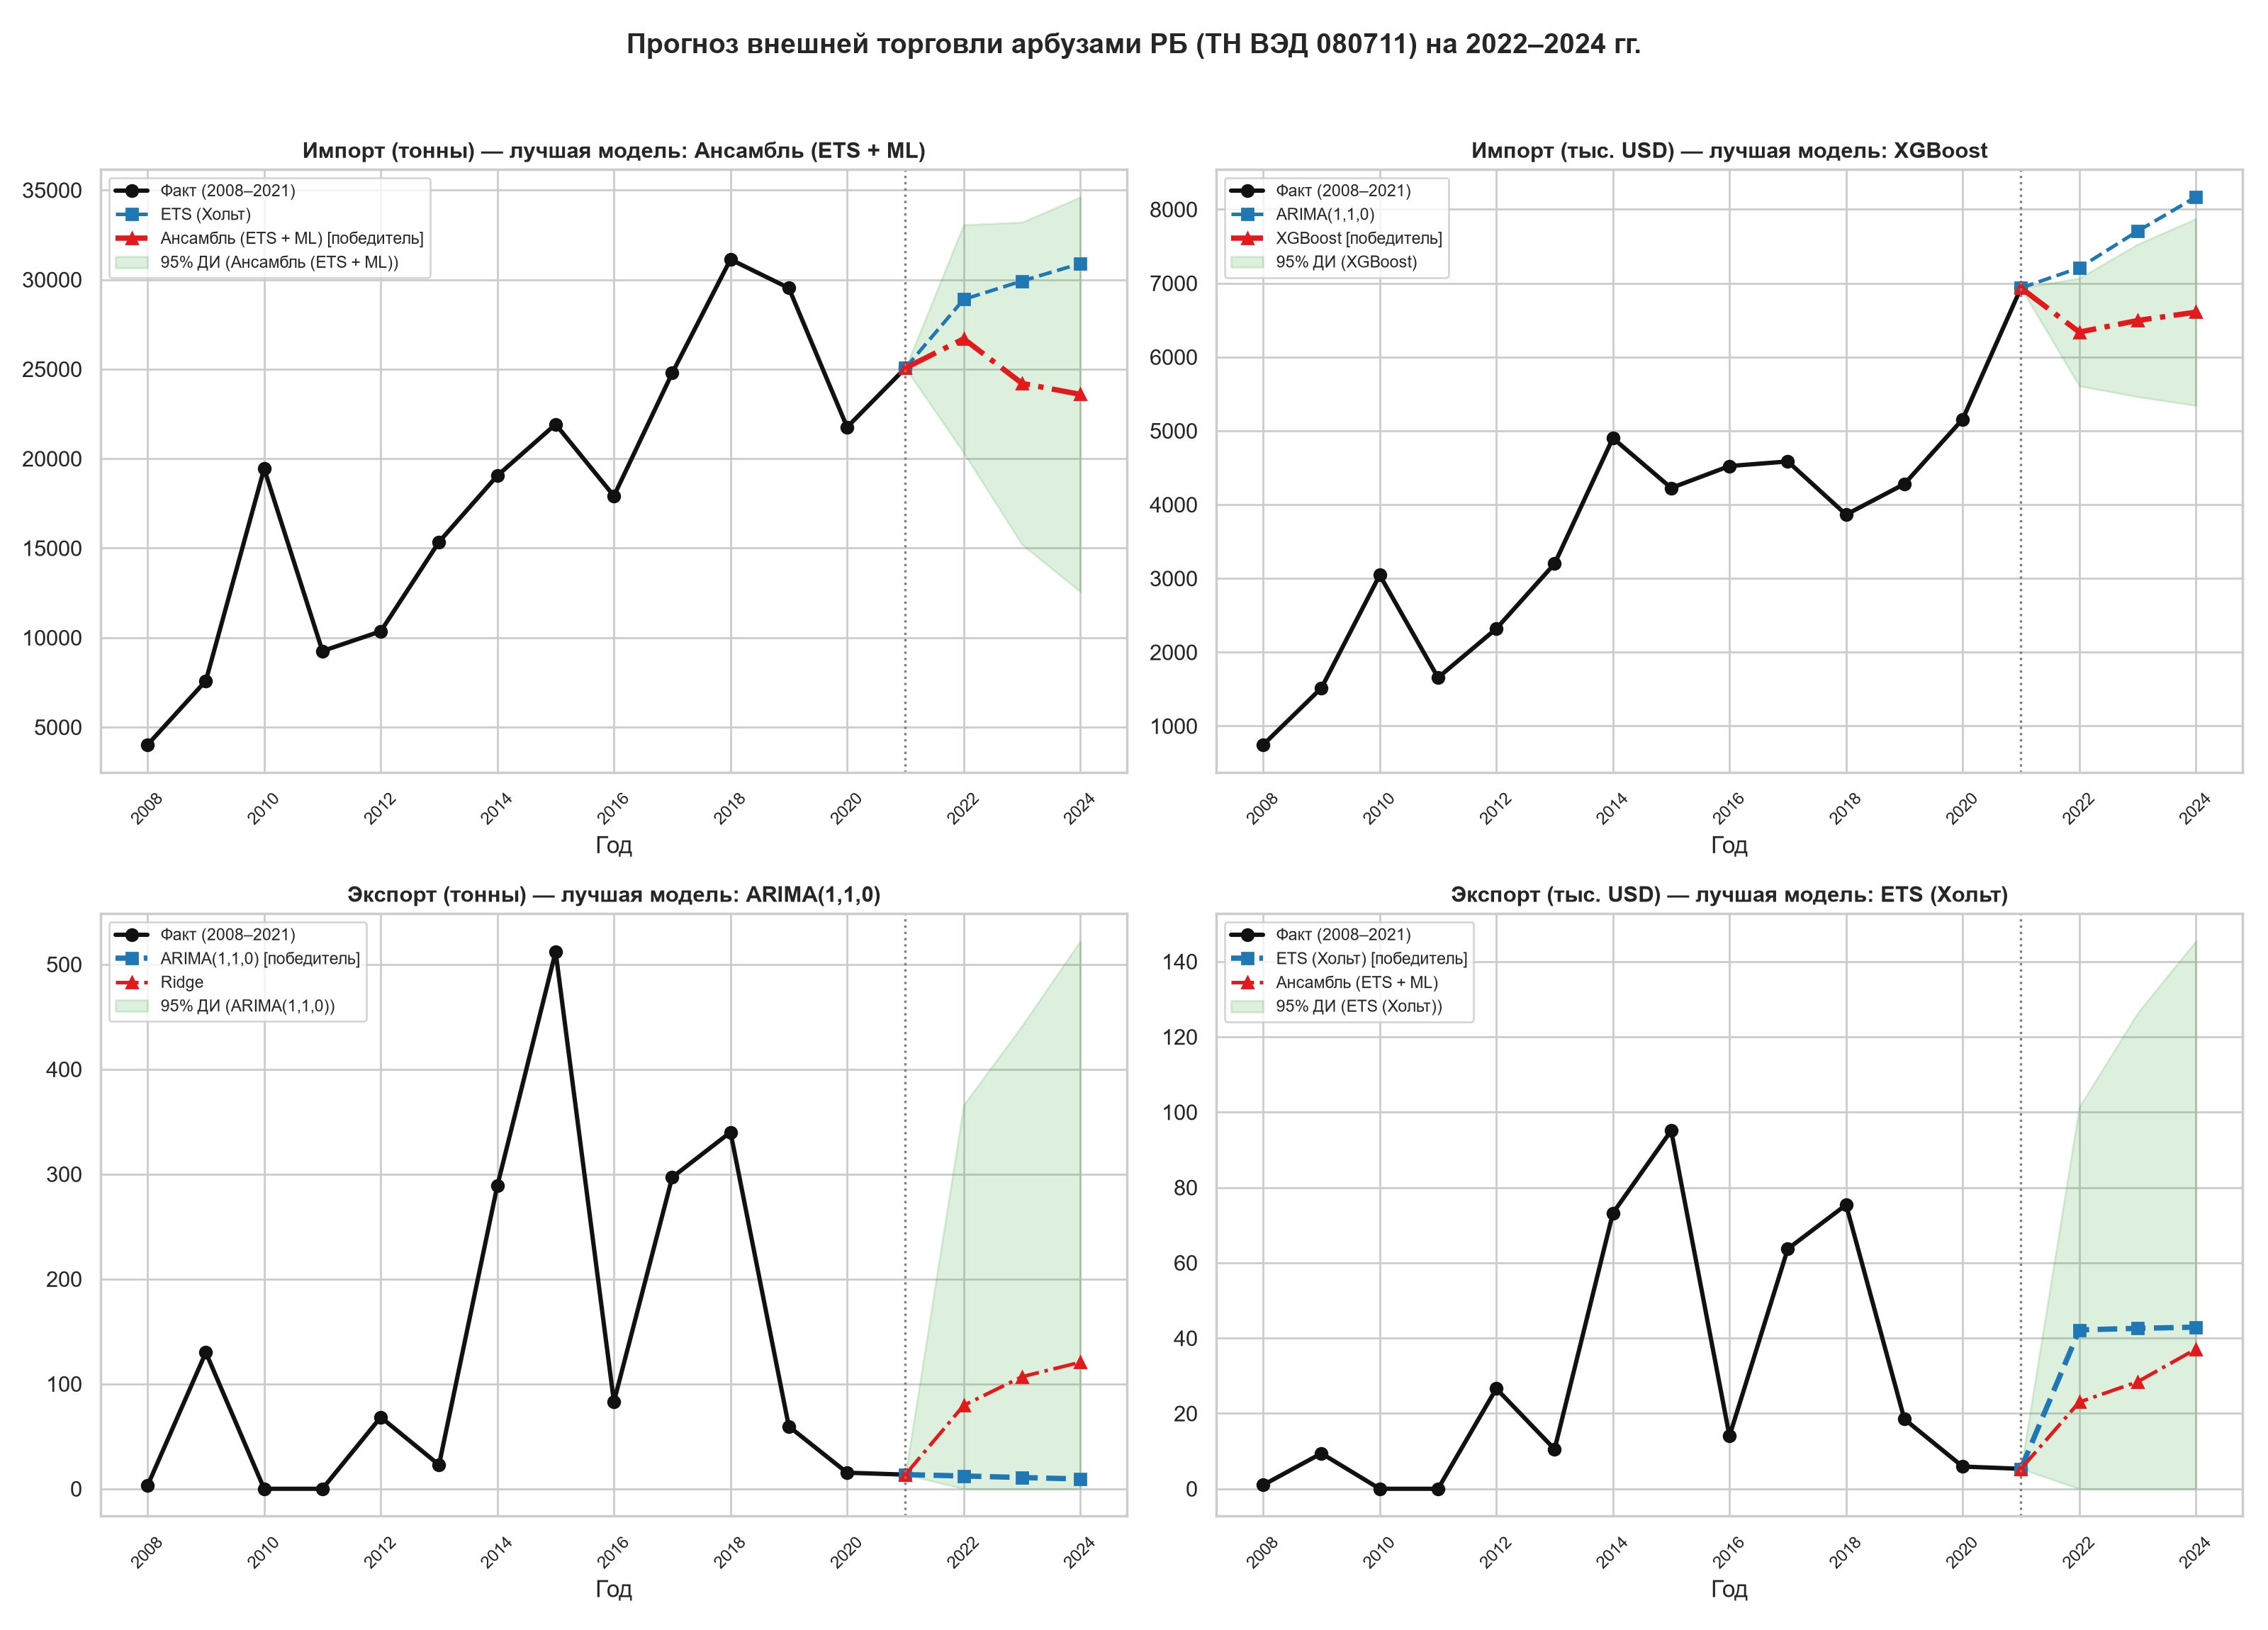 Прогноз внешней торговли арбузами РБ (ТН ВЭД 080711) на 2022–2024 гг.
Импорт (тонны) — лучшая модель: Ансамбль (ETS + ML)
Факт (2008–2021)
ETS (Хольт)
Ансамбль (ETS + ML) [победитель]
95% ДИ (Ансамбль (ETS + ML))
35000
30000
25000
20000
15000
10000
5000
2008
2010
2012
2014
2016
2018
2020
2022
2024
Год
Импорт (тыс. USD) — лучшая модель: XGBoost
Факт (2008–2021)
ARIMA(1,1,0)
XGBoost [победитель]
95% ДИ (XGBoost)
8000
7000
6000
5000
4000
3000
2000
1000
2008
2010
2012
2014
2016
2018
2020
2022
2024
Год
Экспорт (тонны) — лучшая модель: ARIMA(1,1,0)
Факт (2008–2021)
ARIMA(1,1,0) [победитель]
Ridge
95% ДИ (ARIMA(1,1,0))
500
400
300
200
100
0
2008
2010
2012
2014
2016
2018
2020
2022
2024
Год
Экспорт (тыс. USD) — лучшая модель: ETS (Хольт)
Факт (2008–2021)
ETS (Хольт) [победитель]
Ансамбль (ETS + ML)
95% ДИ (ETS (Хольт))
140
120
100
80
60
40
20
0
2008
2010
2012
2014
2016
2018
2020
2022
2024
Год